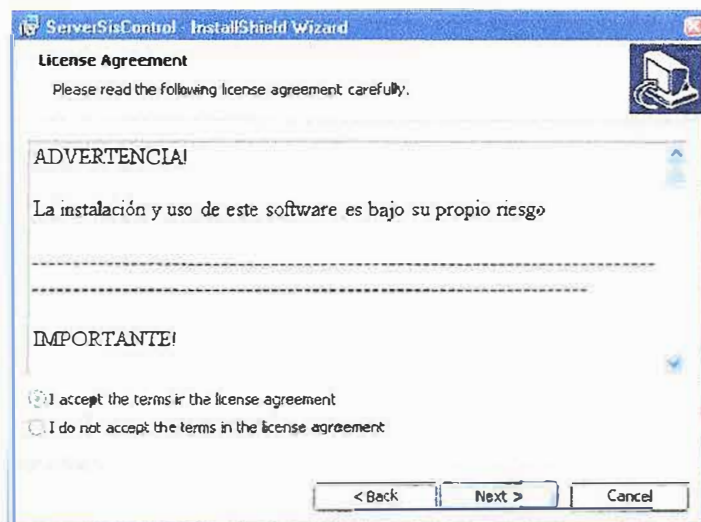 ServerSisControl - InstallShield Wizard
License Agreement
Please read the following license agreement carefully.
ADVERTENCIA!
La instalación y uso de este software es bajo su propio riesgo
IMPORTANTE!
I accept the terms in the license agreement
I do not accept the terms in the license agreement
< Back
Next >
Cancel